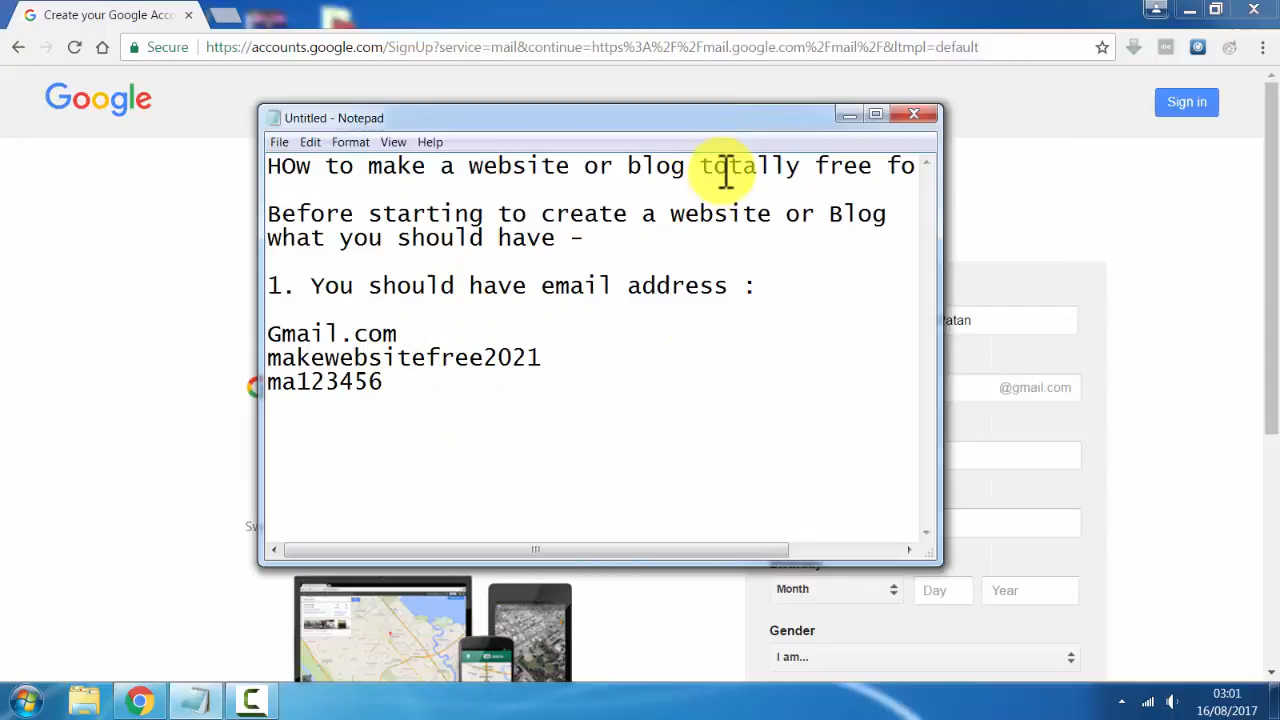 Create your Google Acco
Secure
https://accounts.google.com/SignUp?service=mail&continue=https%3A%2F%2Fmail.google.com%2Fmail%2F&ltmpl=default
Google
Sign in
Untitled - Notepad
File Edit Format View Help
HOw to make a website or blog totally free fo
Before starting to create a website or Blog
what you should have -
1. You should have email address :
Gmail.com
makewebsitefree2021
ma123456
Patan
@gmail.com
Month
Day
Year
Gender
I am...
03:01
16/08/2017